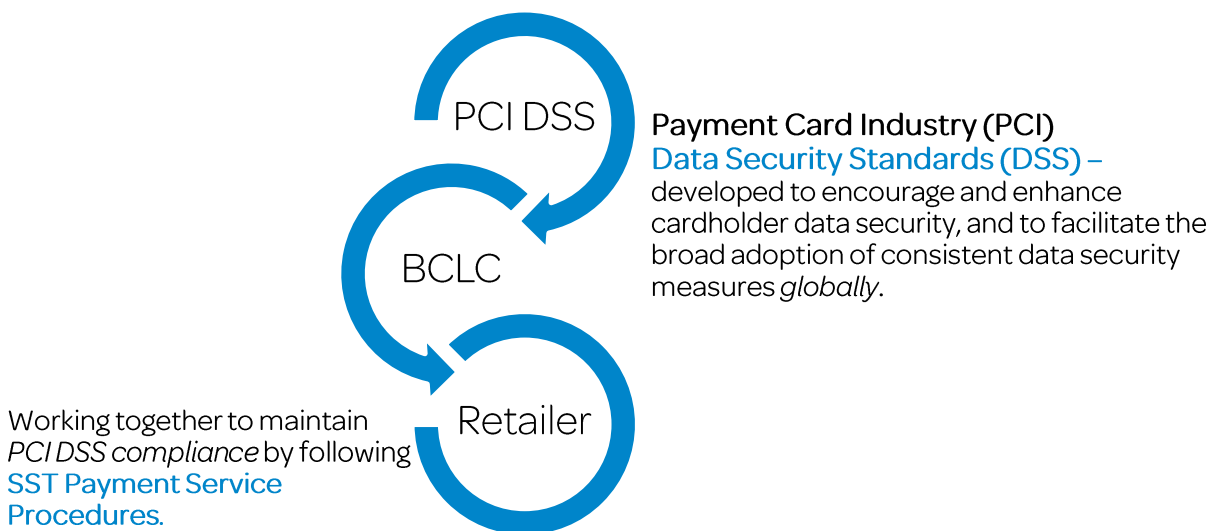 PCI DSS
Payment Card Industry (PCI)
Data Security Standards (DSS) –
developed to encourage and enhance
cardholder data security, and to facilitate the
broad adoption of consistent data security
measures globally.
BCLC
Retailer
Working together to maintain
PCI DSS compliance by following
SST Payment Service
Procedures.